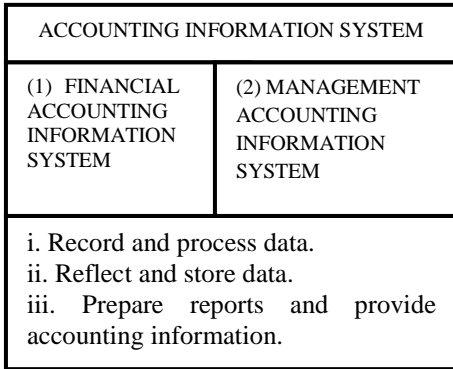 ACCOUNTING INFORMATION SYSTEM
(1) FINANCIAL
ACCOUNTING
INFORMATION
SYSTEM
(2) MANAGEMENT
ACCOUNTING
INFORMATION
SYSTEM
i. Record and process data.
ii. Reflect and store data.
iii. Prepare reports and provide
accounting information.